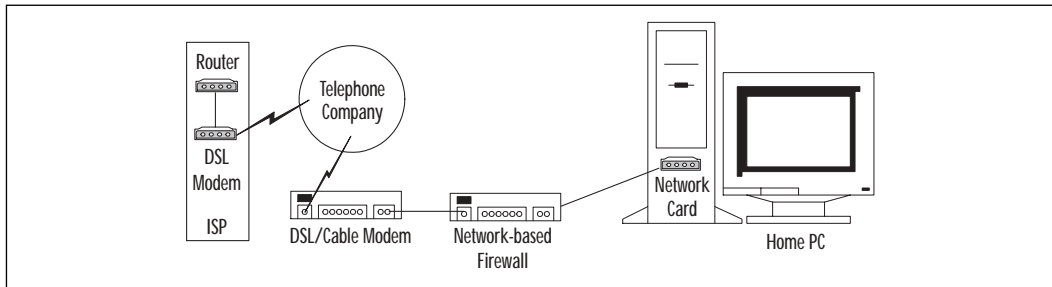 Router
DSL
Modem
ISP
Telephone
Company
DSL/Cable Modem
Network-based
Firewall
Network
Card
Home PC